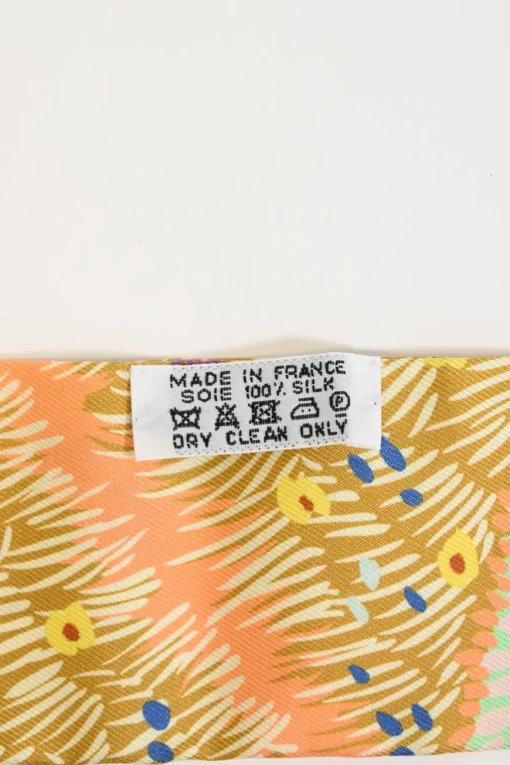 MADE IN FRANCE
SOIE 100% SILK
P
DRY CLEAN ONLY